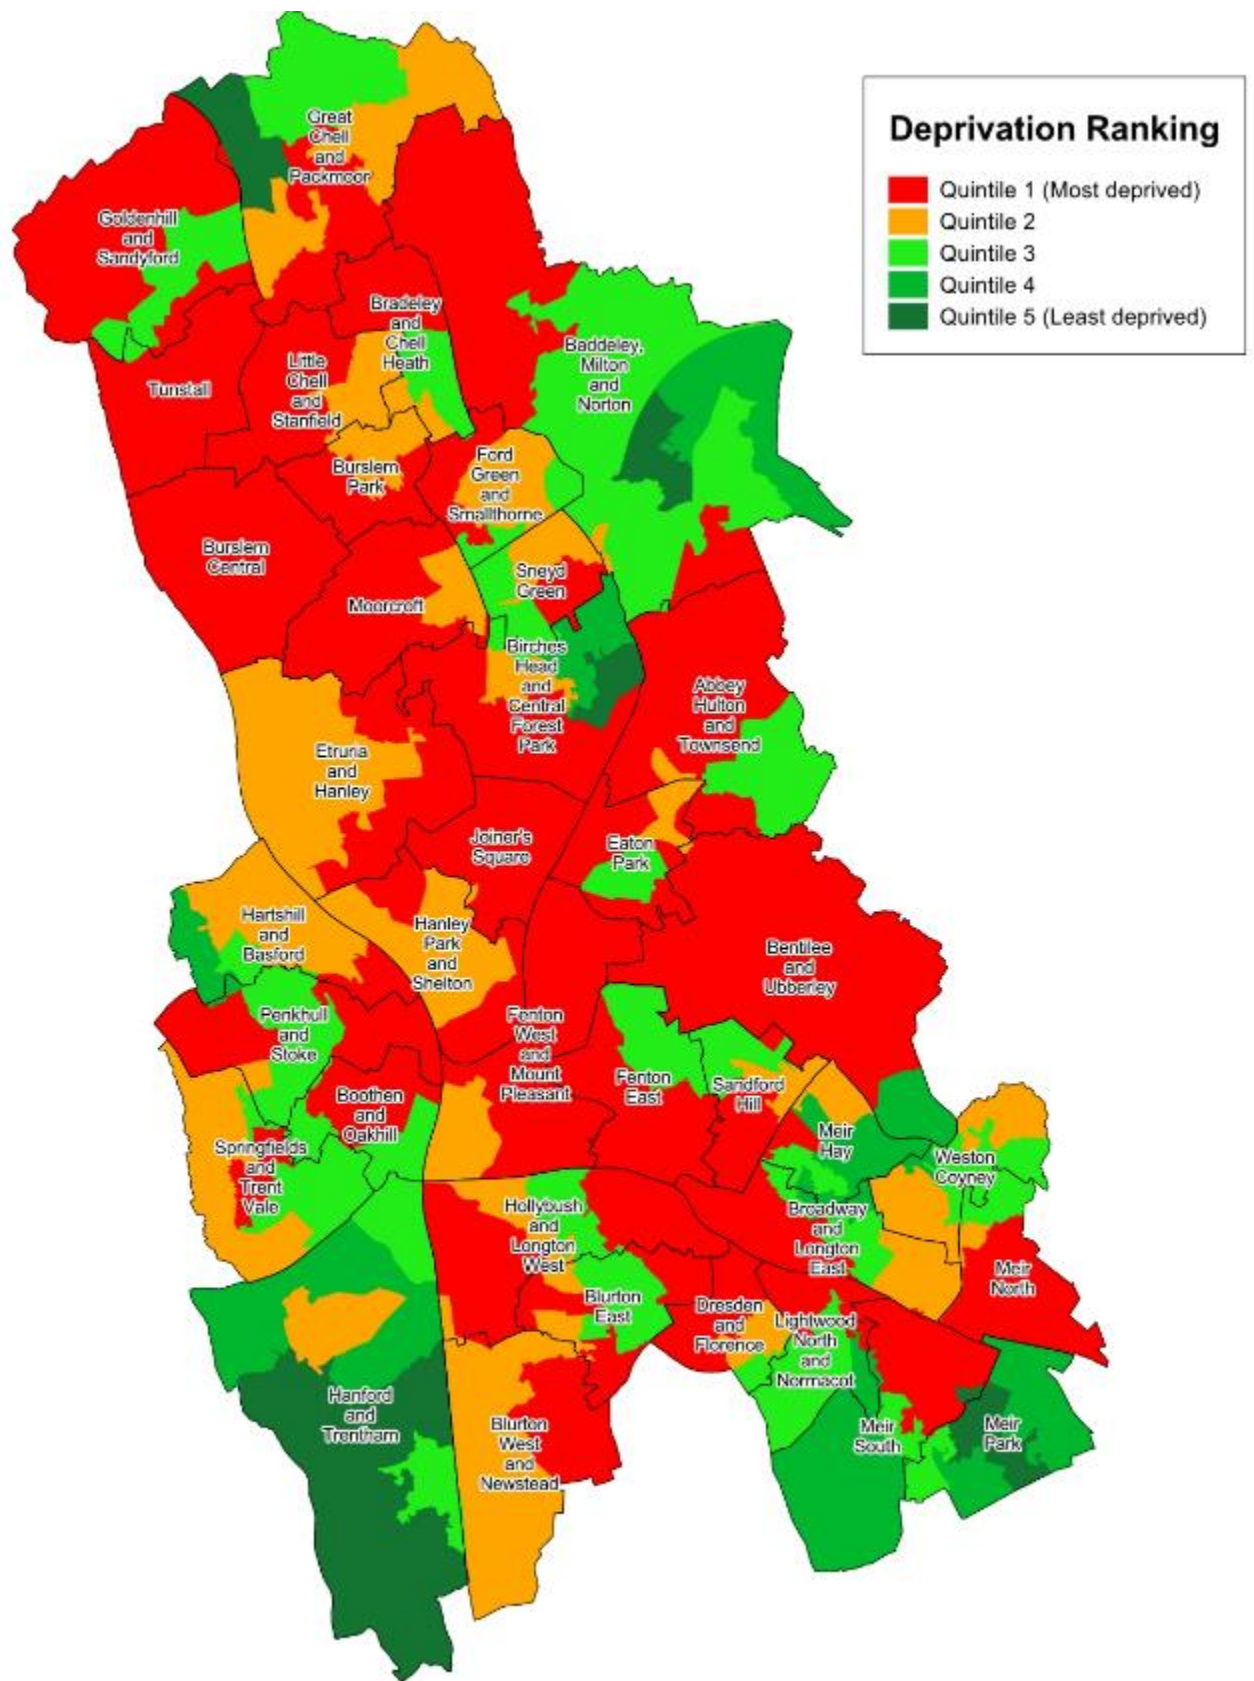 Deprivation Ranking
Quintile 1 (Most deprived)
Quintile 2
Quintile 3
Quintile 4
Quintile 5 (Least deprived)
Great
Chell
and
Packmoor
Goldenhill
and
Sandyford
Bradeley
and
Chell
Heath
Baddeley,
Milton
and
Norton
Little
Chell
and
Stanfield
Tunstall
Burslem
Park
Ford
Green
and
Smallthorne
Burslem
Central
Sneyd
Green
Moorcroft
Birches
Head
and
Central
Forest
Park
Abbey
Hulton
and
Townsend
Etruria
and
Hanley
Joiner's
Square
Eaton
Park
Hartshill
and
Basford
Hanley
Park
and
Shelton
Bentilee
and
Ubberley
Penkhull
and
Stoke
Fenton
West
and
Mount
Pleasant
Fenton
East
Sandford
Hill
Boothen
and
Oakhill
Meir
Hay
Springfields
and
Trent
Vale
Weston
Coyney
Hollybush
and
Longton
West
Broadway
and
Longton
East
Meir
North
Blurton
East
Dresden
and
Florence
Lightwood
North
and
Normacot
Hanford
and
Trentham
Blurton
West
and
Newstead
Meir
South
Meir
Park